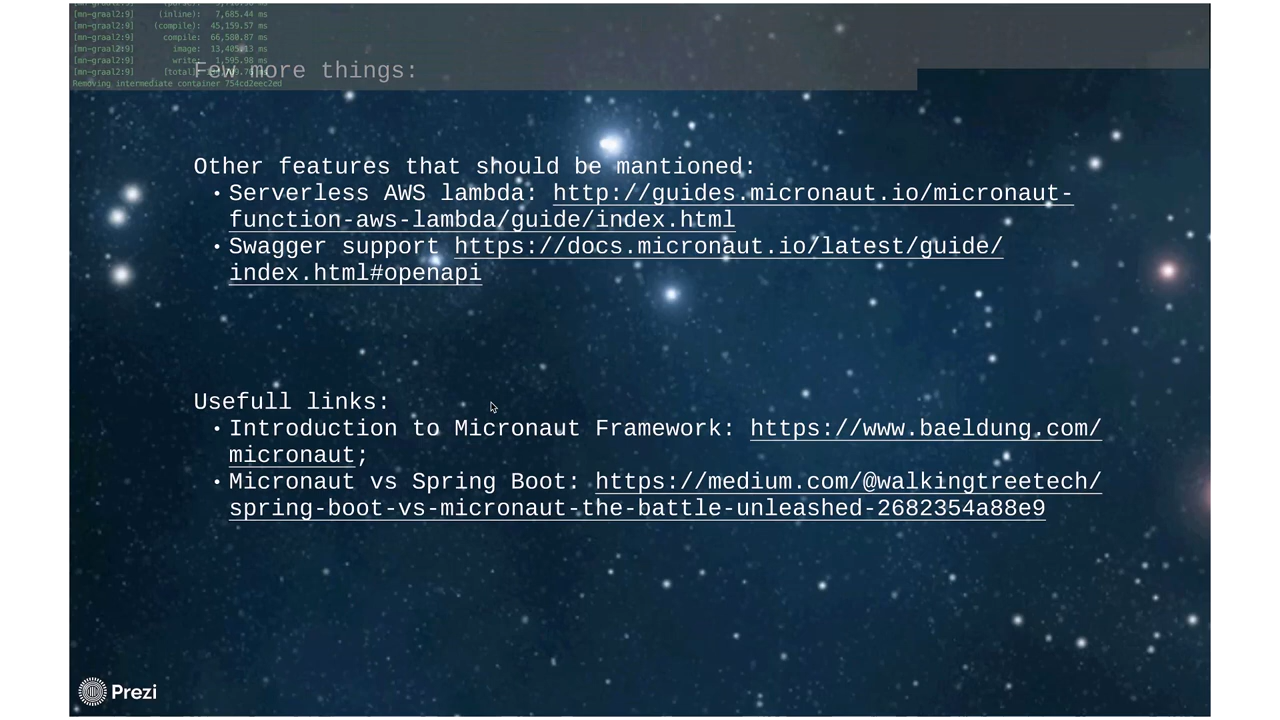 [mn-graal2:9] (inline): 7,685.44 ms
[mn-graal2:9] (compile): 45,159.57 ms
[mn-graal2:9] compile: 66,580.87 ms
[mn-graal2:9] image: ms
[mn-graal2:9] write: 1,595.98 ms
[mn-graal2:9] [total] ms
Few more things:
Removing intermediate container 754cd2eec2ed
Other features that should be mantioned:
• Serverless AWS lambda: http://guides.micronaut.io/micronaut-
function-aws-lambda/guide/index.html
• Swagger support https://docs.micronaut.io/latest/guide/
index.html#openapi
Usefull links:
• Introduction to Micronaut Framework: https://www.baeldung.com/
micronaut;
• Micronaut vs Spring Boot: https://medium.com/@walkingtreetech/
spring-boot-vs-micronaut-the-battle-unleashed-2682354a88e9
Prezi